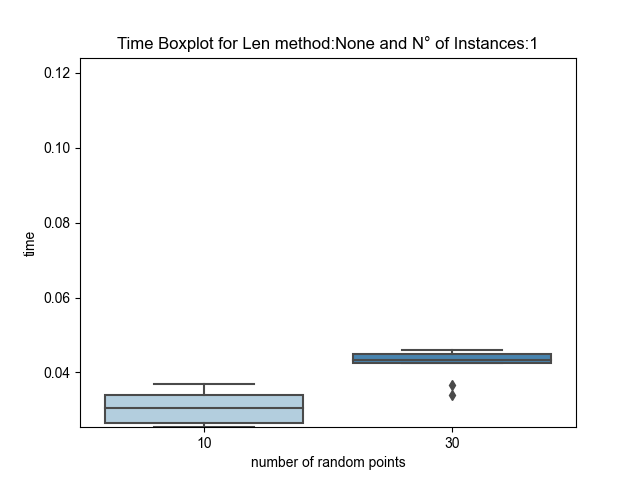 Time Boxplot for Len method:None and N° of Instances:1
0.12
0.10
0.08
0.06
0.04
time
10
30
number of random points